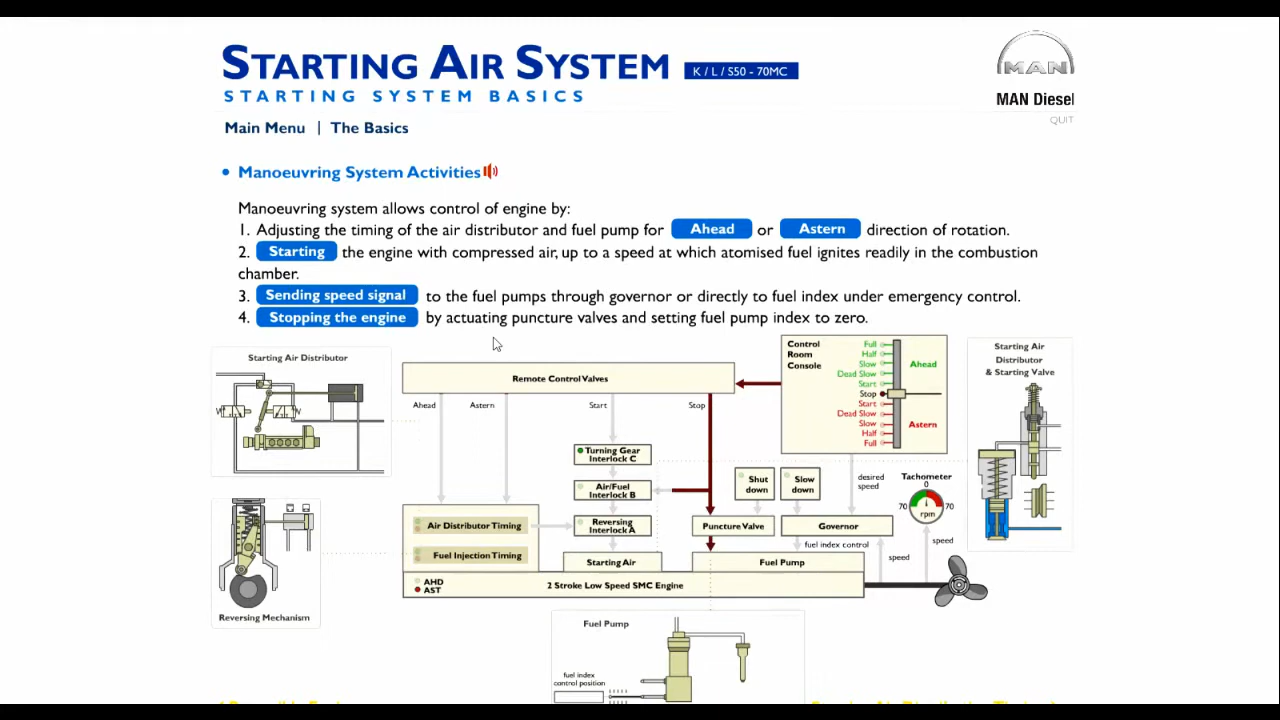 STARTING AIR SYSTEM
K / L / S50 - 70MC
STARTING SYSTEM BASICS
MAN
MAN Diesel
QUIT
Main Menu | The Basics
• Manoeuvring System Activities
Manoeuvring system allows control of engine by:
1. Adjusting the timing of the air distributor and fuel pump for Ahead or Astern direction of rotation.
2. Starting the engine with compressed air, up to a speed at which atomised fuel ignites readily in the combustion
chamber.
3. Sending speed signal to the fuel pumps through governor or directly to fuel index under emergency control.
4. Stopping the engine by actuating puncture valves and setting fuel pump index to zero.
Starting Air Distributor
Remote Control Valves
Ahead
Astern
Start
Stop
Control
Room
Console
Full
Half
Slow
Dead Slow
Start
Stop
Start
Dead Slow
Slow
Half
Full
Ahead
Astern
Starting Air
Distributor
& Starting Valve
Turning Gear
Interlock C
Air/Fuel
Interlock B
Reversing
Interlock A
Starting Air
Shut
down
Slow
down
desired
speed
Tachometer
0
70
70
rpm
Air Distributor Timing
Fuel Injection Timing
Puncture Valve
Governor
fuel index control
speed
speed
Fuel Pump
AHD
AST
2 Stroke Low Speed SMC Engine
Reversing Mechanism
Fuel Pump
fuel index
control position